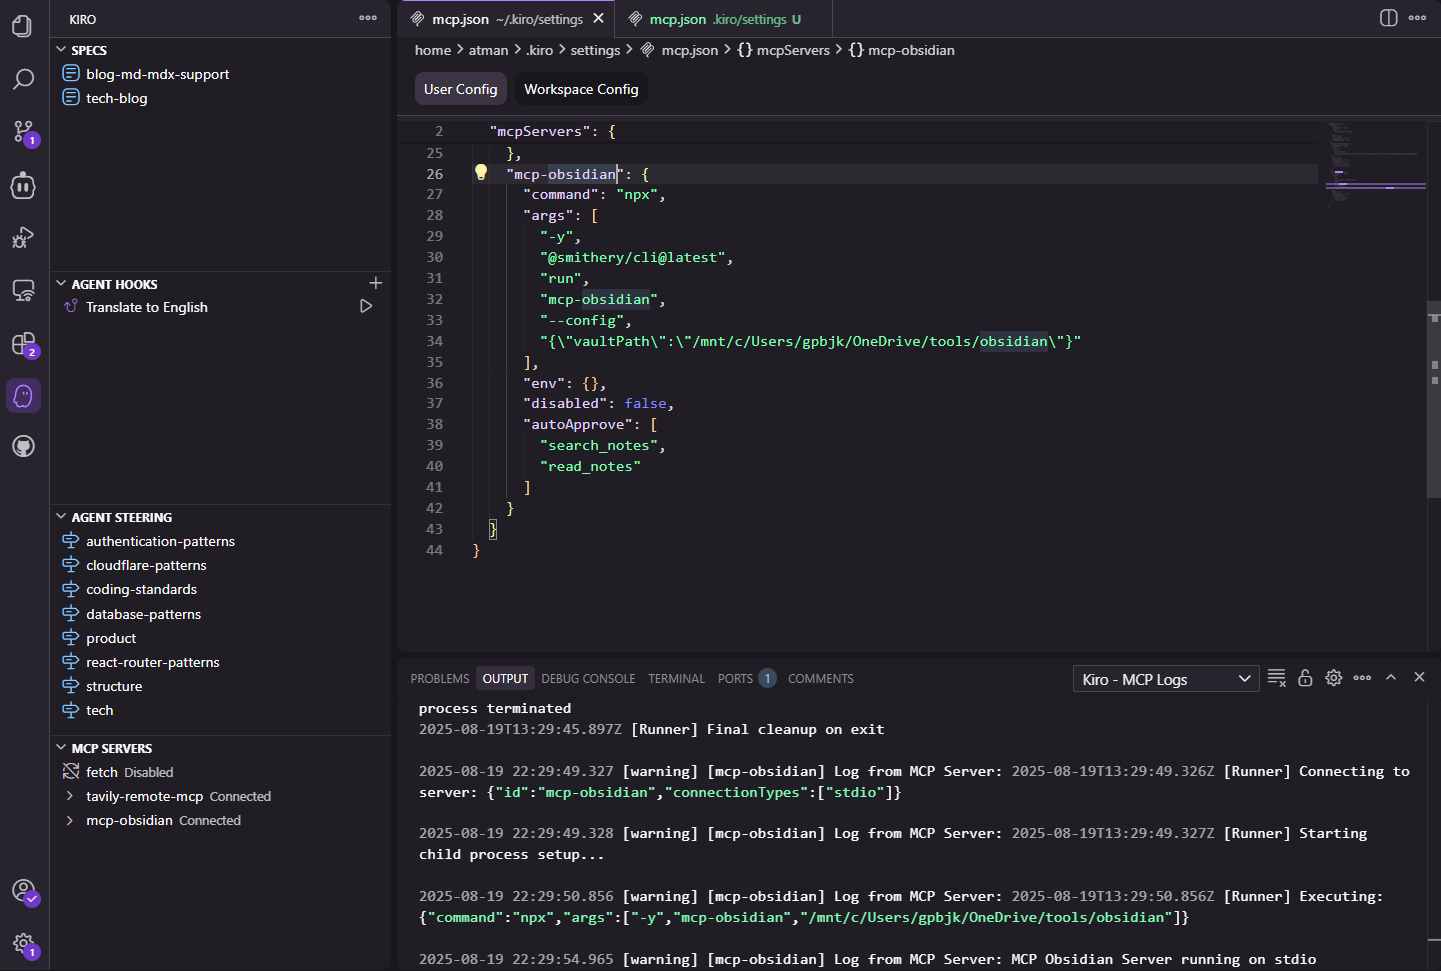 KIRO
SPECS
blog-md-mdx-support
tech-blog
1
AGENT HOOKS
Translate to English
2
AGENT STEERING
authentication-patterns
cloudflare-patterns
coding-standards
database-patterns
product
react-router-patterns
structure
tech
MCP SERVERS
fetch Disabled
tavily-remote-mcp Connected
mcp-obsidian Connected
1
mcp.json ~/.kiro/settings
mcp.json .kiro/settings U
home > atman > .kiro > settings > mcp.json > {} mcpServers > {} mcp-obsidian
User Config Workspace Config
2 "mcpServers": {
25 },
26 "mcp-obsidian": {
27 "command": "npx",
28 "args": [
29 "-y",
30 "@smithery/cli@latest",
31 "run",
32 "mcp-obsidian",
33 "--config",
34 "{\"vaultPath\":\"/mnt/c/Users/gpbjk/OneDrive/tools/obsidian\"}"
35 ],
36 "env": {},
37 "disabled": false,
38 "autoApprove": [
39 "search_notes",
40 "read_notes"
41 ]
42 }
43 }
44 }
PROBLEMS OUTPUT DEBUG CONSOLE TERMINAL PORTS 1 COMMENTS
Kiro - MCP Logs
process terminated
2025-08-19T13:29:45.897Z [Runner] Final cleanup on exit
2025-08-19 22:29:49.327 [warning] [mcp-obsidian] Log from MCP Server: 2025-08-19T13:29:49.326Z [Runner] Connecting to
server: {"id":"mcp-obsidian","connectionTypes":["stdio"]}
2025-08-19 22:29:49.328 [warning] [mcp-obsidian] Log from MCP Server: 2025-08-19T13:29:49.327Z [Runner] Starting
child process setup...
2025-08-19 22:29:50.856 [warning] [mcp-obsidian] Log from MCP Server: 2025-08-19T13:29:50.856Z [Runner] Executing:
{"command":"npx","args":["-y","mcp-obsidian","/mnt/c/Users/gpbjk/OneDrive/tools/obsidian"]}
2025-08-19 22:29:54.965 [warning] [mcp-obsidian] Log from MCP Server: MCP Obsidian Server running on stdio